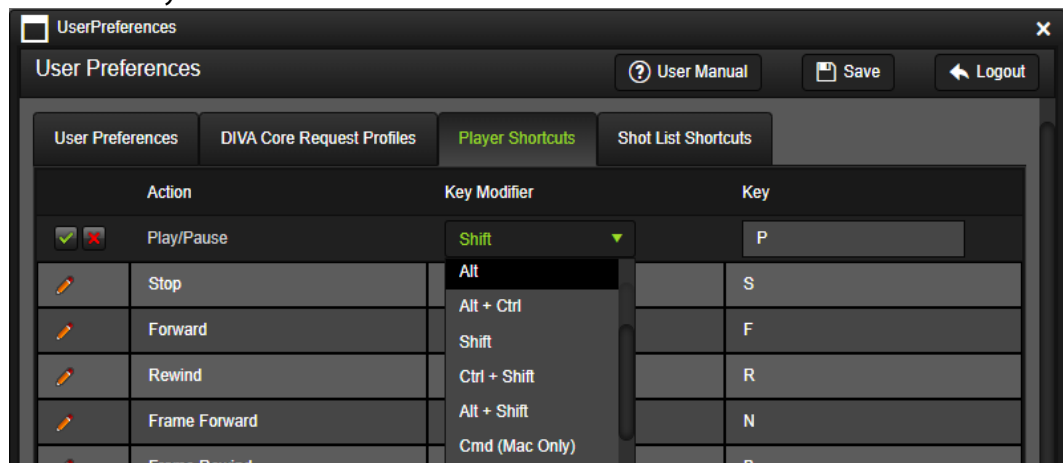 UserPreferences
User Preferences
User Manual
Save
Logout
User Preferences
DIVA Core Request Profiles
Player Shortcuts
Shot List Shortcuts
Action
Key Modifier
Key
Play/Pause
Shift
P
Alt
Stop
S
Alt + Ctrl
Forward
F
Shift
Rewind
Ctrl + Shift
R
Alt + Shift
Frame Forward
N
Cmd (Mac Only)